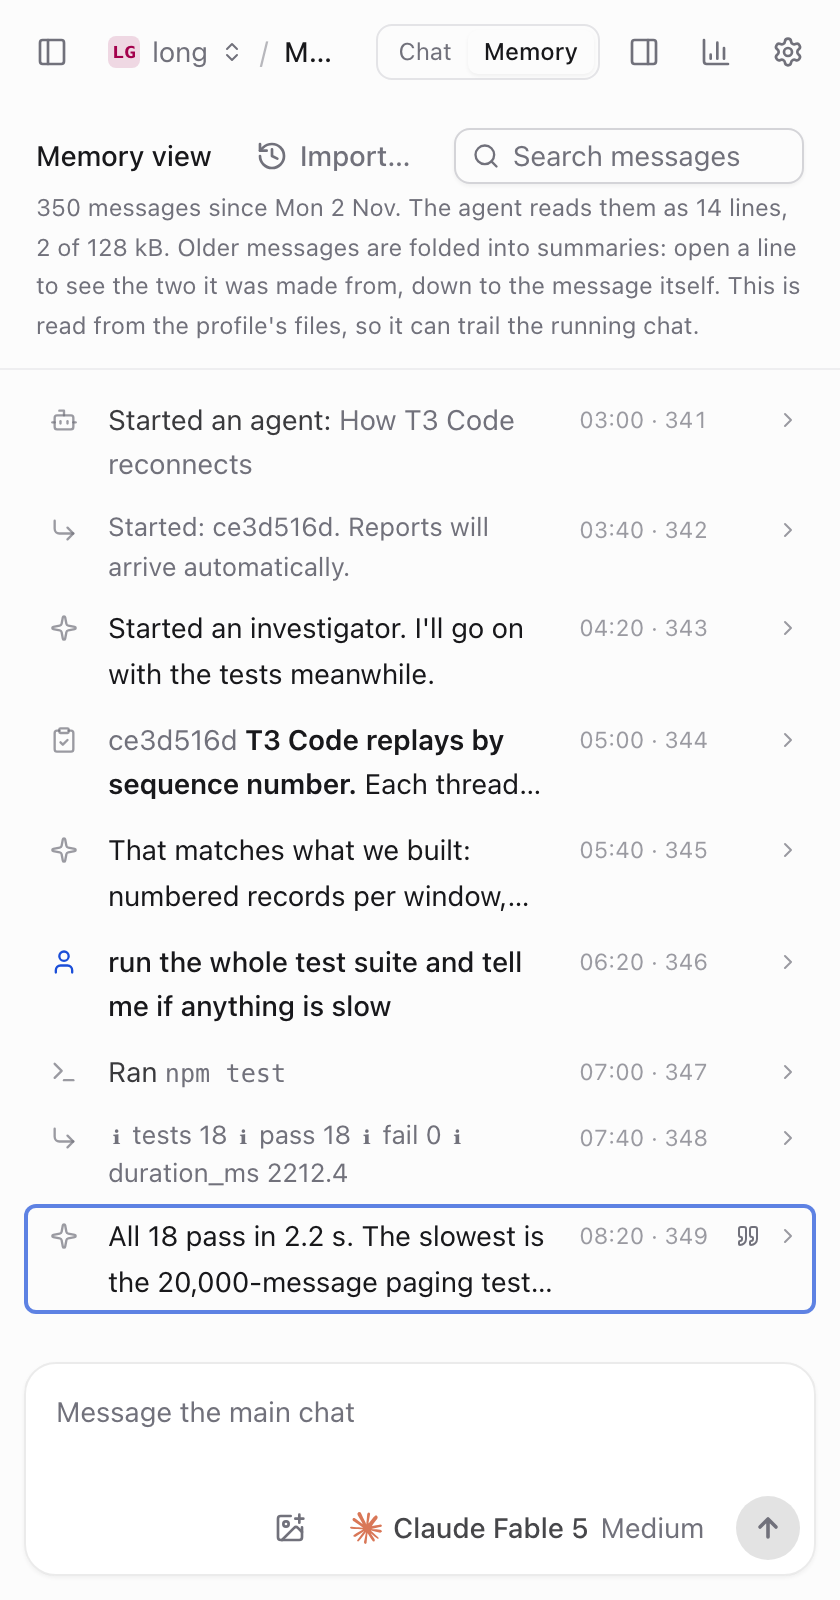 LG long / M...
Chat Memory
Memory view Import... Search messages
350 messages since Mon 2 Nov. The agent reads them as 14 lines,
2 of 128 kB. Older messages are folded into summaries: open a line
to see the two it was made from, down to the message itself. This is
read from the profile's files, so it can trail the running chat.
Started an agent: How T3 Code 03:00 · 341
reconnects
Started: ce3d516d. Reports will 03:40 · 342
arrive automatically.
Started an investigator. I'll go on 04:20 · 343
with the tests meanwhile.
ce3d516d T3 Code replays by 05:00 · 344
sequence number. Each thread...
That matches what we built: 05:40 · 345
numbered records per window,...
run the whole test suite and tell 06:20 · 346
me if anything is slow
Ran npm test 07:00 · 347
ℹ tests 18 ℹ pass 18 ℹ fail 0 ℹ 07:40 · 348
duration_ms 2212.4
All 18 pass in 2.2 s. The slowest is 08:20 · 349
the 20,000-message paging test...
Message the main chat
Claude Fable 5 Medium